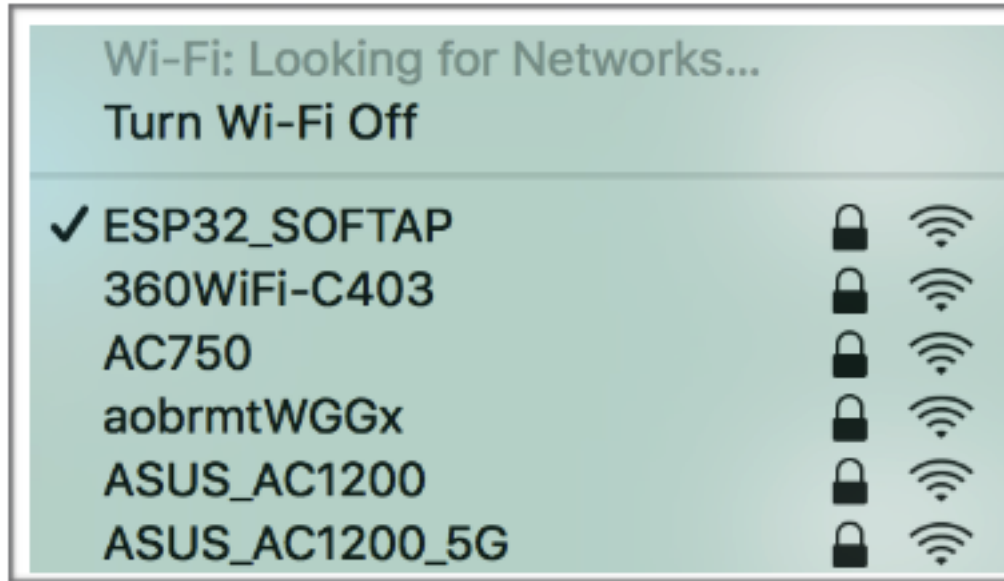 Wi-Fi: Looking for Networks...
Turn Wi-Fi Off
ESP32_SOFTAP
360WiFi-C403
AC750
aobrmtWGGx
ASUS_AC1200
ASUS_AC1200_5G